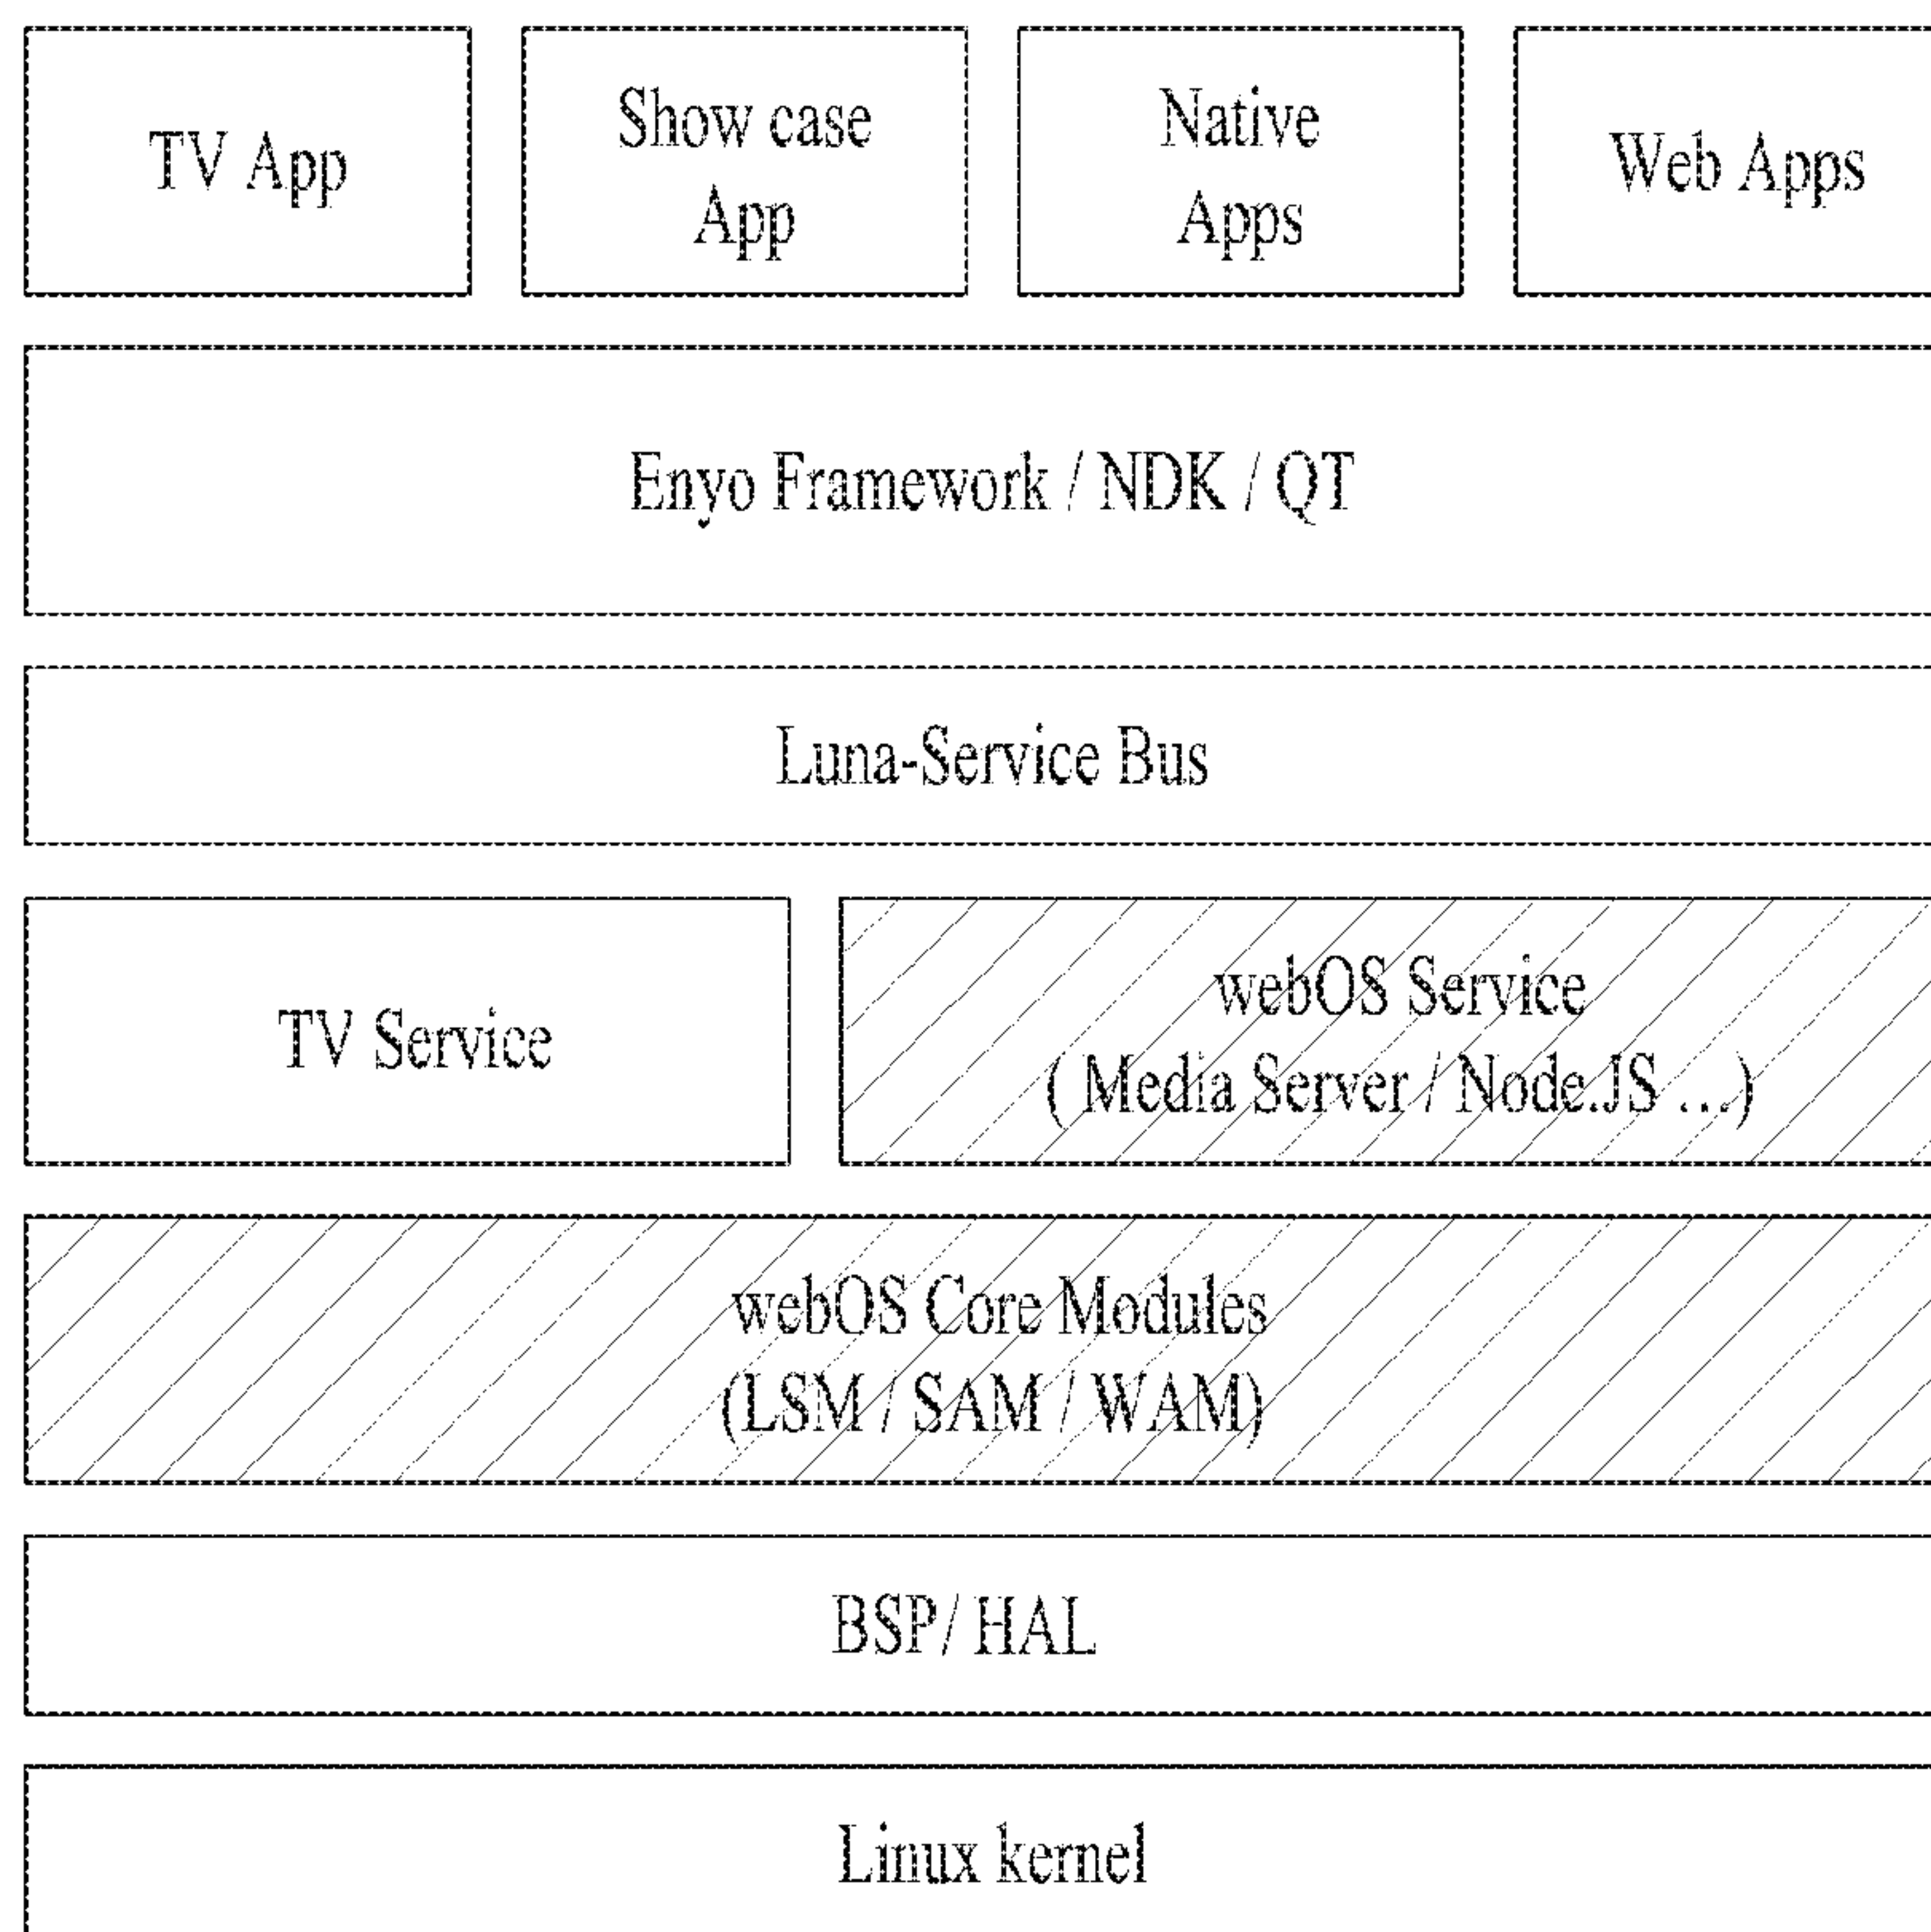 TV App
Show case
App
Native
Apps
Web Apps
Enyo Framework / NDK / QT
Luna-Service Bus
TV Service
webOS Service
( Media Server / Node.JS ...)
webOS Core Modules
(LSM / SAM / WAM)
BSP/ HAL
Linux kernel